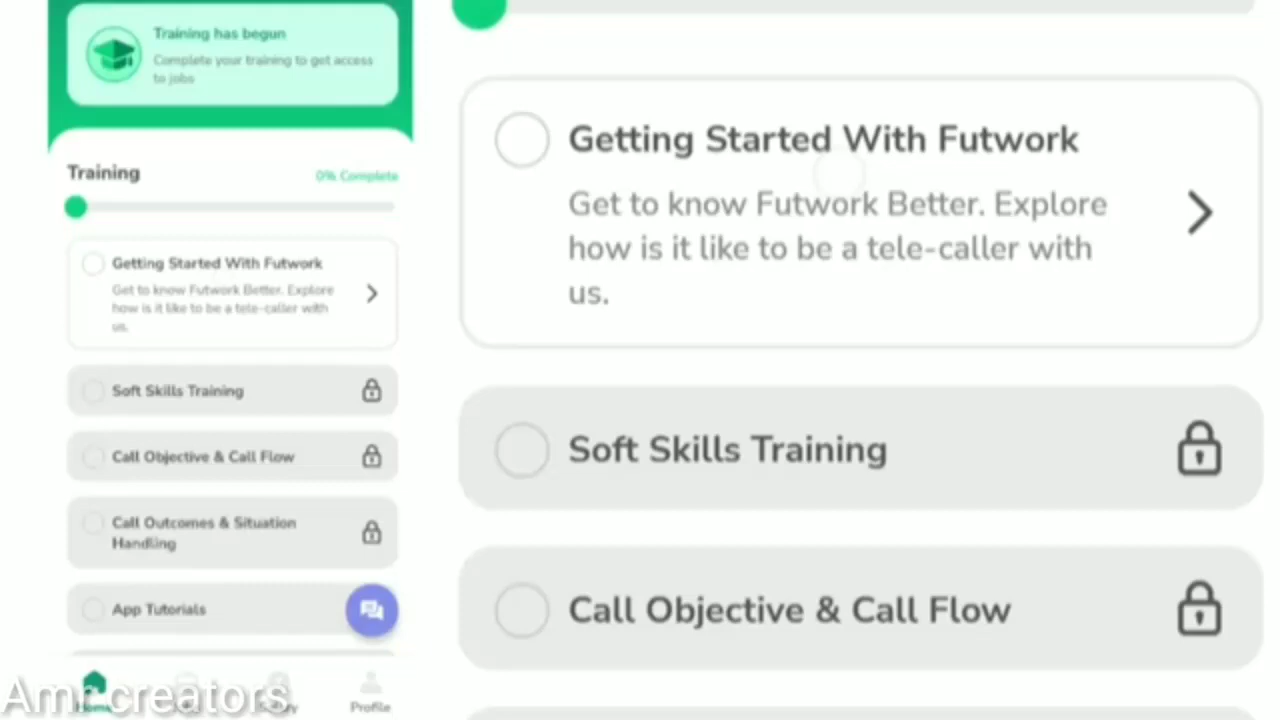 Training has begun
Complete your training to get access
to jobs
Training
0% Complete
Getting Started With Futwork
Get to know Futwork Better. Explore
how is it like to be a tele-caller with
us.
Soft Skills Training
Call Objective & Call Flow
Call Outcomes & Situation
Handling
App Tutorials
Home
Profile
Amr creators
Getting Started With Futwork
Get to know Futwork Better. Explore
how is it like to be a tele-caller with
us.
Soft Skills Training
Call Objective & Call Flow